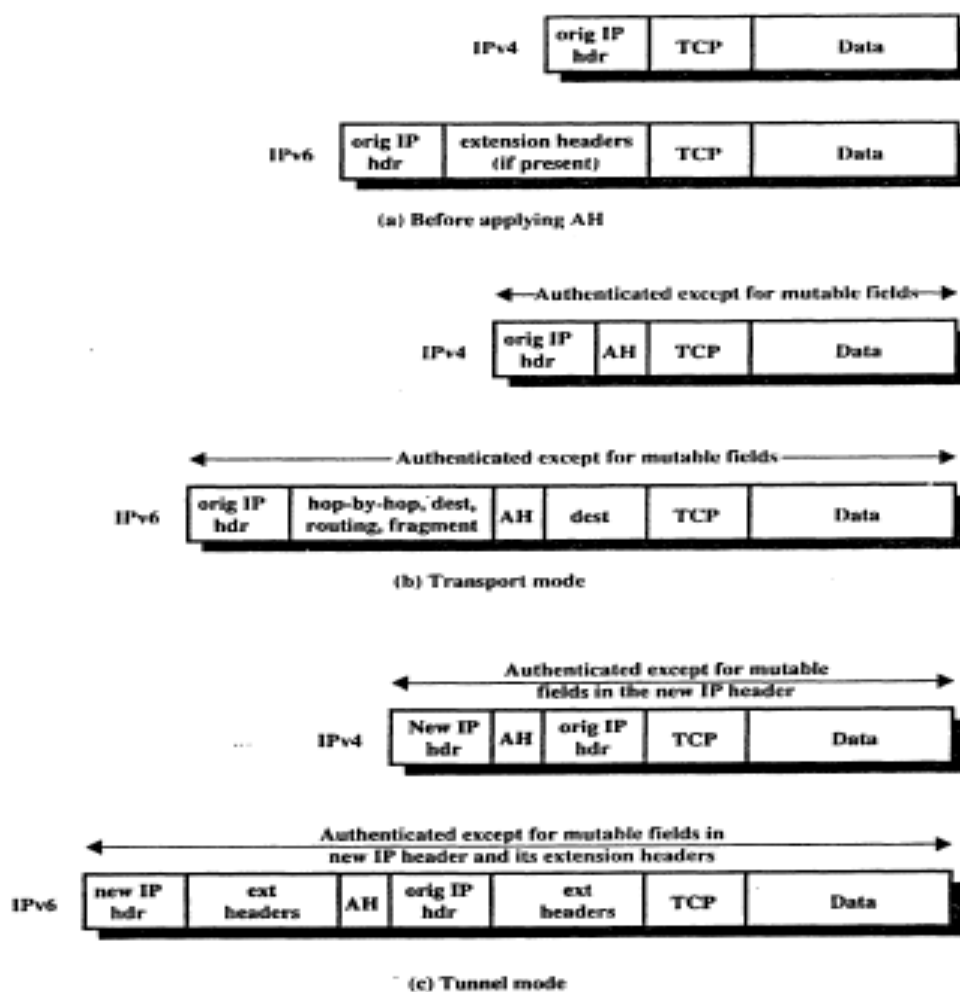 IPv4
orig IP
hdr
TCP
Data
IPv6
orig IP
hdr
extension headers
(if present)
TCP
Data
(a) Before applying AH
Authenticated except for mutable fields
IPv4
orig IP
hdr
AH
TCP
Data
Authenticated except for mutable fields
IPv6
orig IP
hdr
hop-by-hop, dest,
routing, fragment
AH
dest
TCP
Data
(b) Transport mode
Authenticated except for mutable
fields in the new IP header
IPv4
New IP
hdr
AH
orig IP
hdr
TCP
Data
Authenticated except for mutable fields in
new IP header and its extension headers
IPv6
new IP
hdr
ext
headers
AH
orig IP
hdr
ext
headers
TCP
Data
(c) Tunnel mode